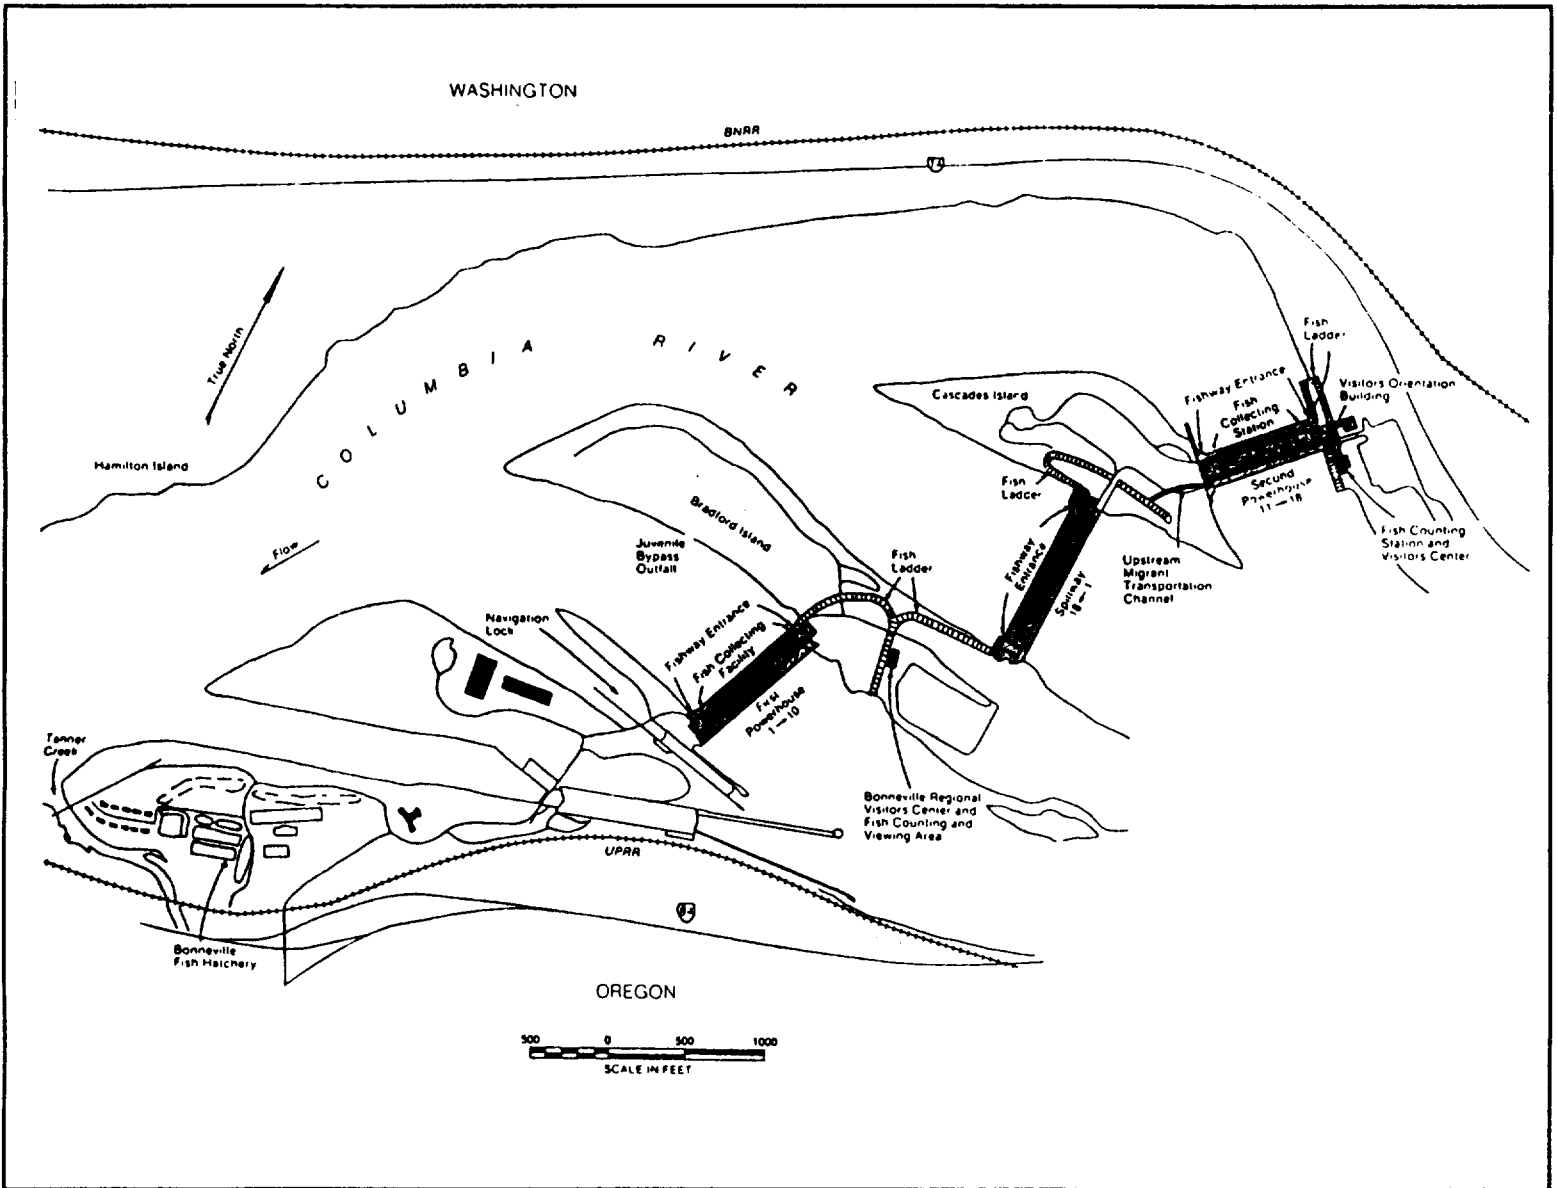 WASHINGTON
BNRR
14
True North
COLUMBIA RIVER
Hamilton Island
Flow
Cascades Island
Fish
Ladder
Fishway Entrance
Fish
Collecting
Station
Visitors Orientation
Building
Second
Powerhouse
11 — 18
Fish Counting
Station and
Visitors Center
Fish
Ladder
Fishway
Entrance
Spillway
18 — 1
Upstream
Migrant
Transportation
Channel
Bradford Island
Juvenile
Bypass
Outfall
Fish
Ladder
Navigation
Lock
Fishway Entrance
Fish Collecting
Facility
First
Powerhouse
1 — 10
Bonneville Regional
Visitors Center and
Fish Counting and
Viewing Area
Tanner
Creek
UPRR
84
Bonneville
Fish Hatchery
OREGON
500 0 500 1000
SCALE IN FEET